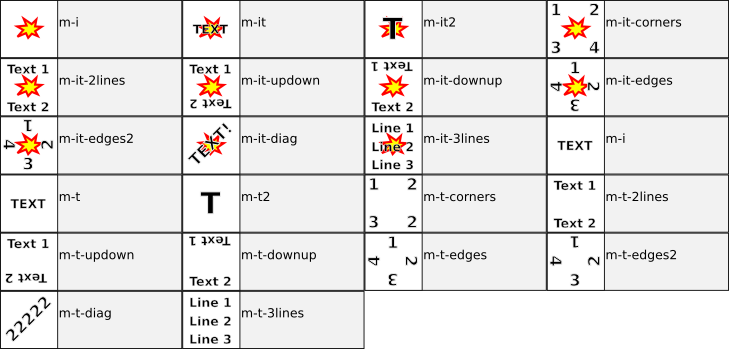 m-i
TEXT
m-it
T
m-it2
1 2
3 4
m-it-corners
Text 1
Text 2
m-it-2lines
Text 1
Text 2
m-it-updown
Text 1
Text 2
m-it-downup
1
4 2
3
m-it-edges
1
4 2
3
m-it-edges2
TEXT!
m-it-diag
Line 1
Line 2
Line 3
m-it-3lines
TEXT
m-i
TEXT
m-t
T
m-t2
1 2
3 2
m-t-corners
Text 1
Text 2
m-t-2lines
Text 1
Text 2
m-t-updown
Text 1
Text 2
m-t-downup
1
4 2
3
m-t-edges
1
4 2
3
m-t-edges2
22222
m-t-diag
Line 1
Line 2
Line 3
m-t-3lines